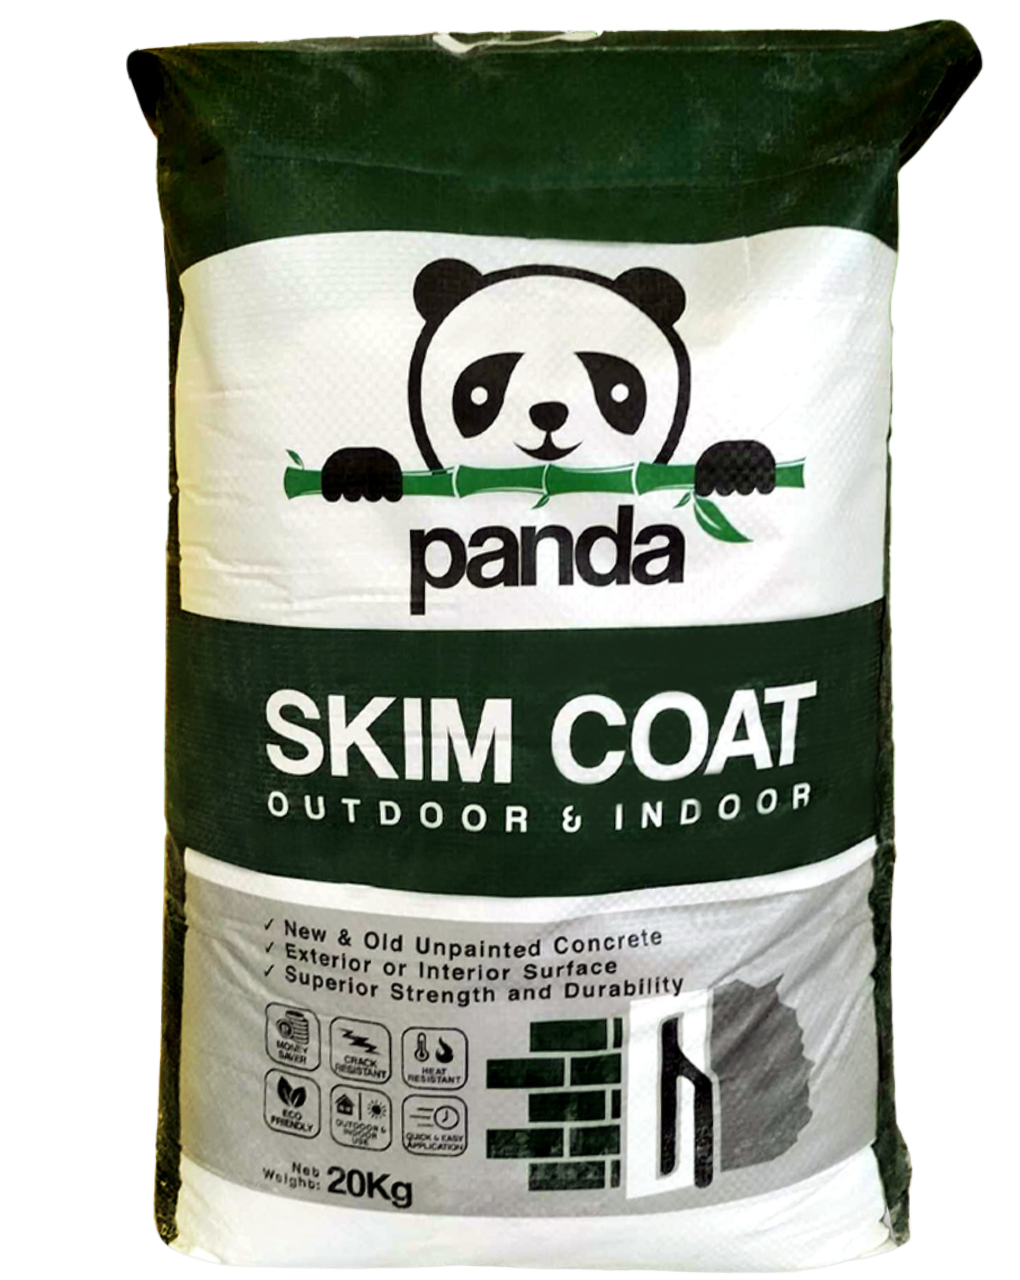 panda
SKIM COAT
OUTDOOR & INDOOR
✓ New & Old Unpainted Concrete
✓ Exterior or Interior Surface
✓ Superior Strength and Durability
MONEY
SAVER
CRACK
RESISTANT
HEAT
RESISTANT
ECO
FRIENDLY
OUTDOOR &
INDOOR
USE
QUICK & EASY
APPLICATION
Net
Weight: 20Kg